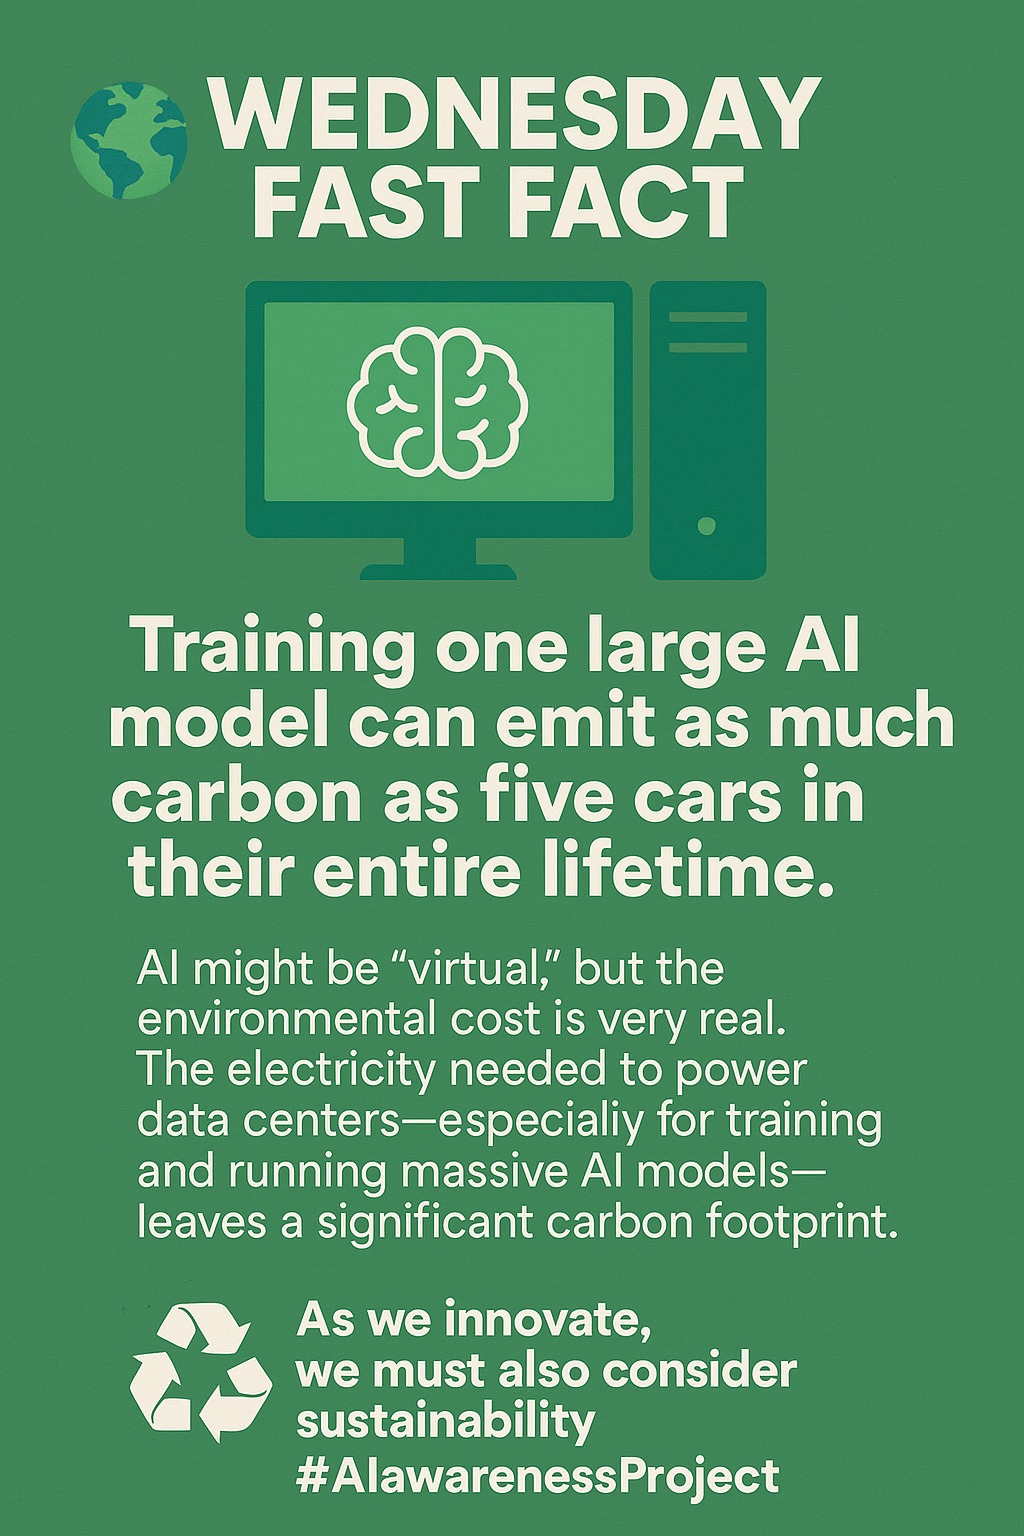 WEDNESDAY
FAST FACT
Training one large AI
model can emit as much
carbon as five cars in
their entire lifetime.
AI might be “virtual,” but the
environmental cost is very real.
The electricity needed to power
data centers—especialiy for training
and running massive AI models—
leaves a significant carbon footprint.
As we innovate,
we must also consider
sustainability
#AIawarenessProject